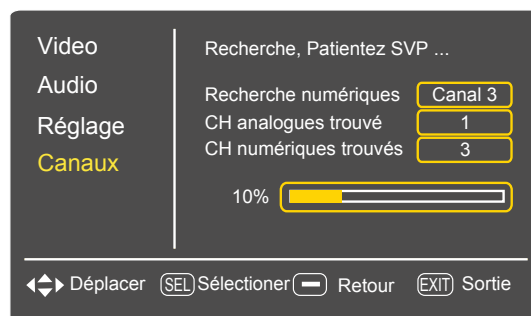 Video
Audio
Réglage
Canaux
Recherche, Patientez SVP ...
Recherche numériques Canal 3
CH analogues trouvé 1
CH numériques trouvés 3
10%
Déplacer SEL Sélectioner Retour EXIT Sortie